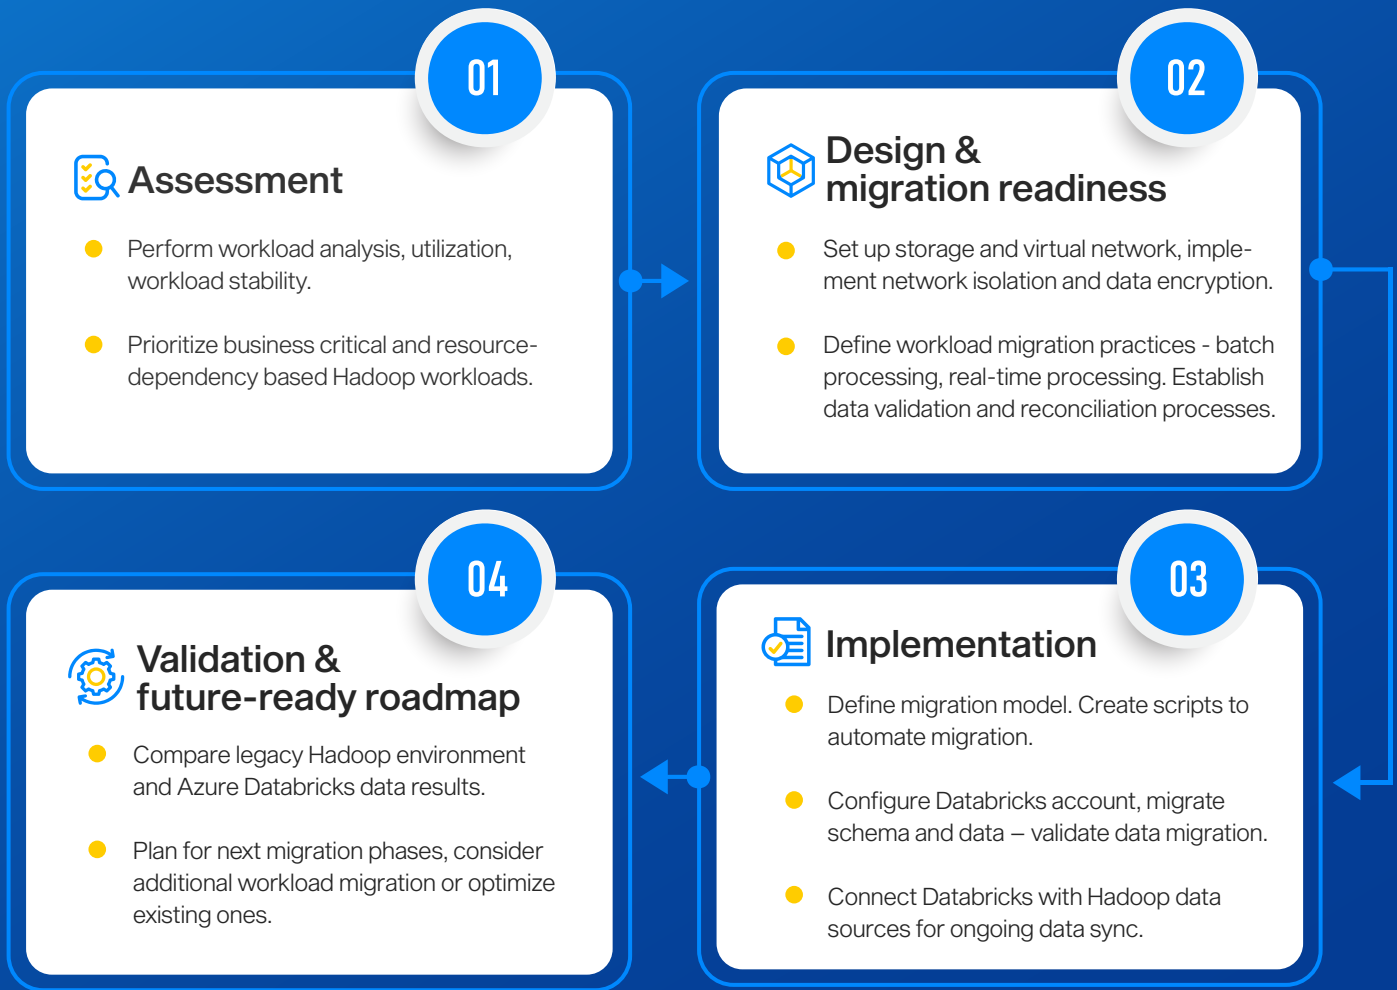 01
Assessment
Perform workload analysis, utilization,
workload stability.
Prioritize business critical and resource-
dependency based Hadoop workloads.
02
Design &
migration readiness
Set up storage and virtual network, imple-
ment network isolation and data encryption.
Define workload migration practices - batch
processing, real-time processing. Establish
data validation and reconciliation processes.
03
Implementation
Define migration model. Create scripts to
automate migration.
Configure Databricks account, migrate
schema and data – validate data migration.
Connect Databricks with Hadoop data
sources for ongoing data sync.
04
Validation &
future-ready roadmap
Compare legacy Hadoop environment
and Azure Databricks data results.
Plan for next migration phases, consider
additional workload migration or optimize
existing ones.